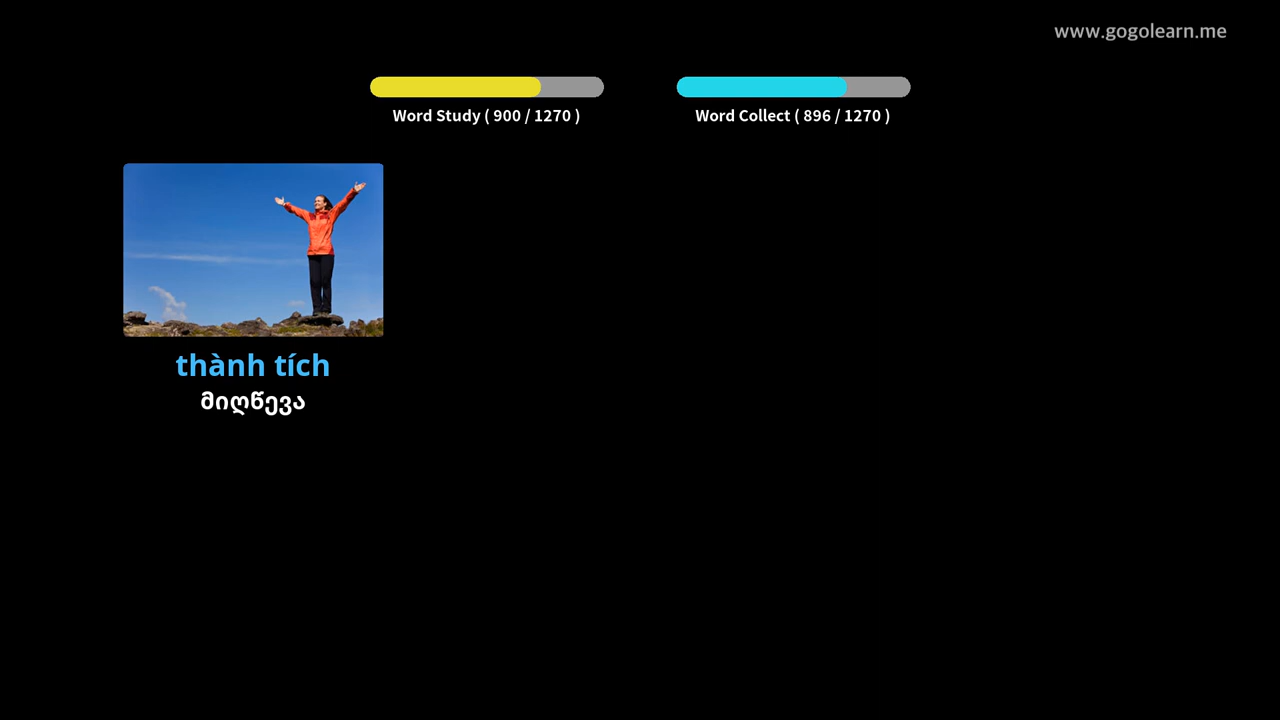 www.gogolearn.me
Word Study ( 900 / 1270 )
Word Collect ( 896 / 1270 )
thành tích
მიღწევა